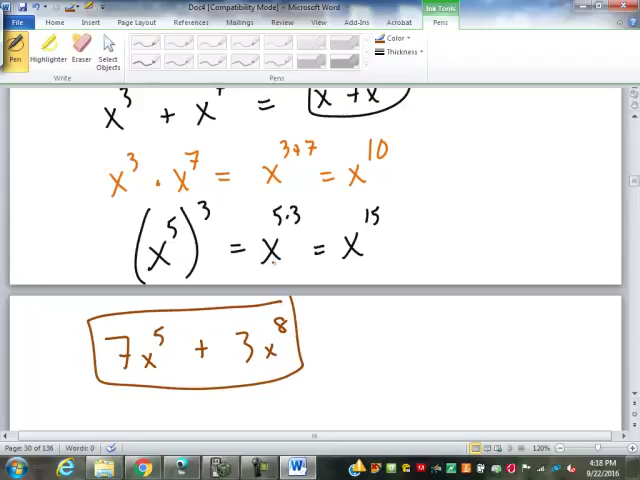 Doc4 [Compatibility Mode] - Microsoft Word
Ink Tools
File Home Insert Page Layout References Mailings Review View Add-Ins Acrobat Pens
Pen Highlighter Eraser Select Objects
Color
Thickness
Write Pens
x³ + x⁷ = x + x
x³ · x⁷ = x³⁺⁷ = x¹⁰
(x⁵)³ = x⁵·³ = x¹⁵
7x⁵ + 3x⁸
Page: 30 of 136 Words: 0 120%
4:18 PM
9/22/2016